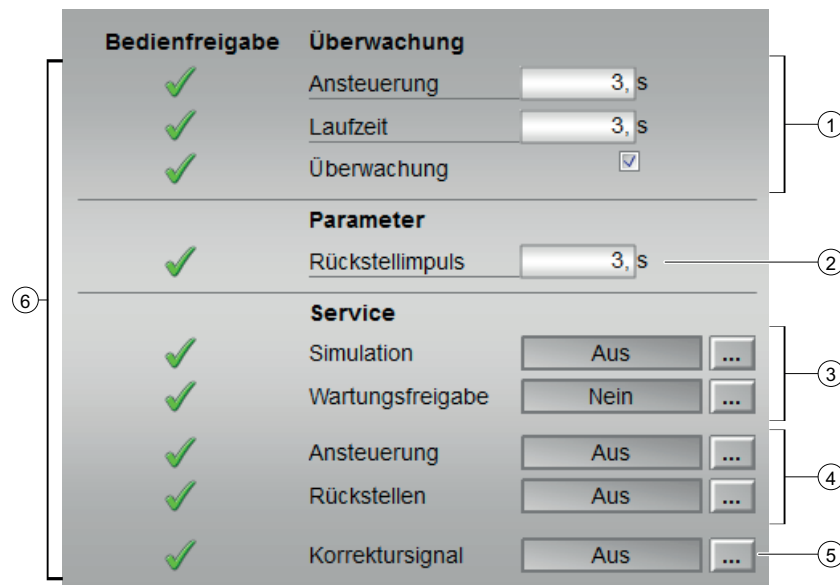 Bedienfreigabe Überwachung
Ansteuerung 3, s
Laufzeit 3, s
Überwachung
1
Parameter
Rückstellimpuls 3, s
2
6
Service
Simulation Aus ...
3
Wartungsfreigabe Nein ...
Ansteuerung Aus ...
4
Rückstellen Aus ...
Korrektursignal Aus ...
5